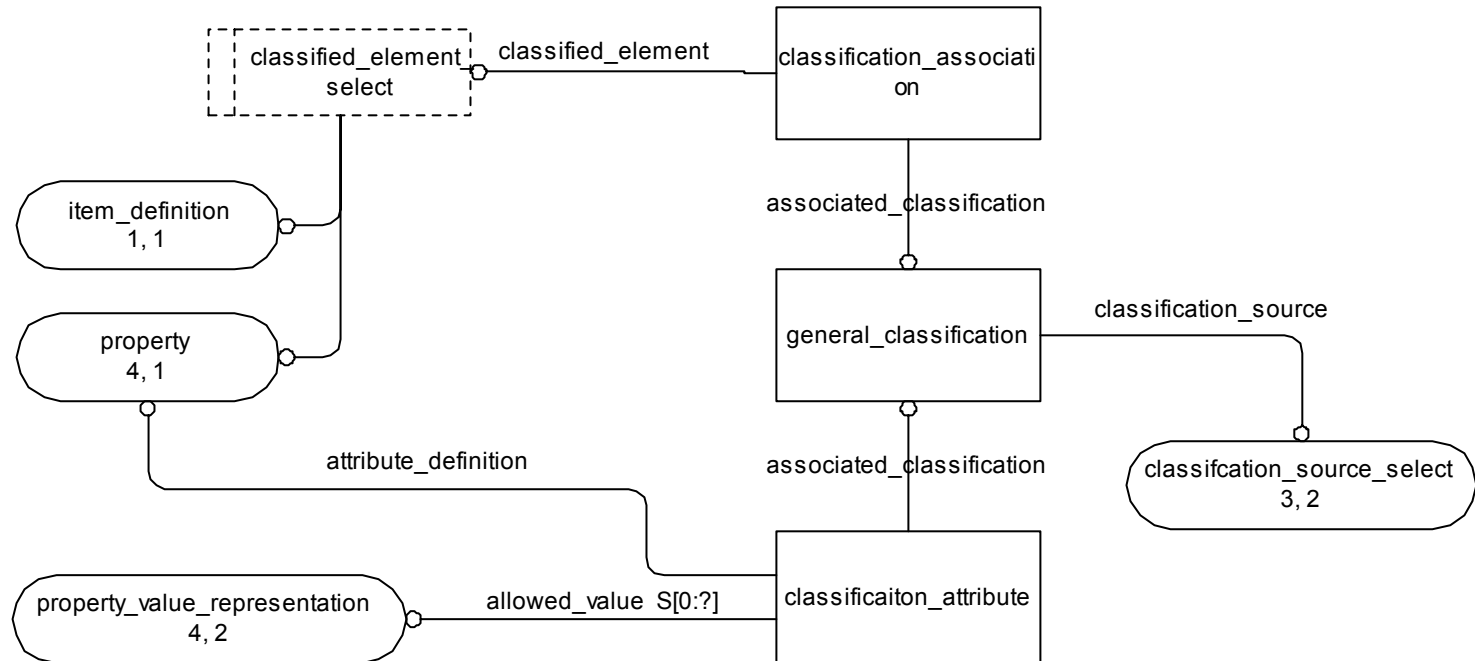 classified_element_
select
classified_element
classification_associati
on
item_definition
1, 1
associated_classification
property
4, 1
general_classification
classification_source
attribute_definition
associated_classification
classifcation_source_select
3, 2
property_value_representation
4, 2
allowed_value S[0:?]
classificaiton_attribute